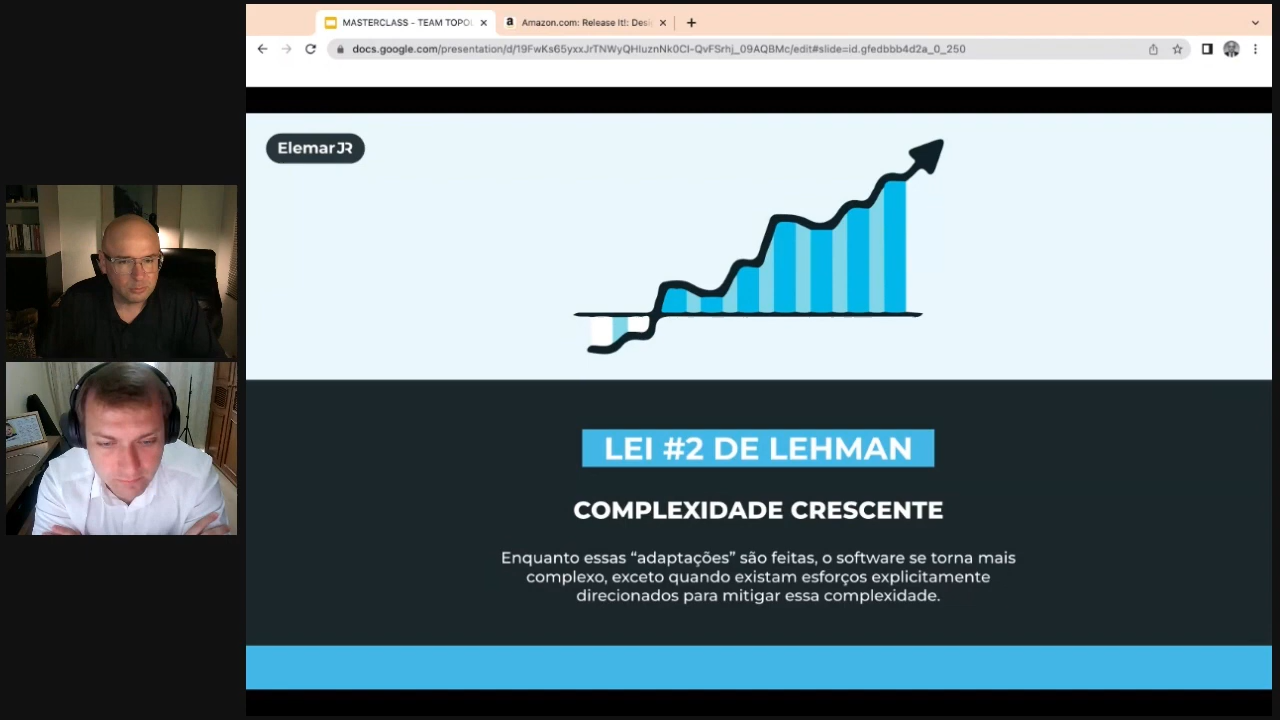 MASTERCLASS - TEAM TOPOL
Amazon.com: Release It!: Desi
docs.google.com/presentation/d/19FwKs65yxxJrTNWyQHIuznNk0CI-QvFSrhj_09AQBMc/edit#slide=id.gfedbbb4d2a_0_250
ElemarJR
LEI #2 DE LEHMAN
COMPLEXIDADE CRESCENTE
Enquanto essas “adaptações” são feitas, o software se torna mais
complexo, exceto quando existam esforços explicitamente
direcionados para mitigar essa complexidade.